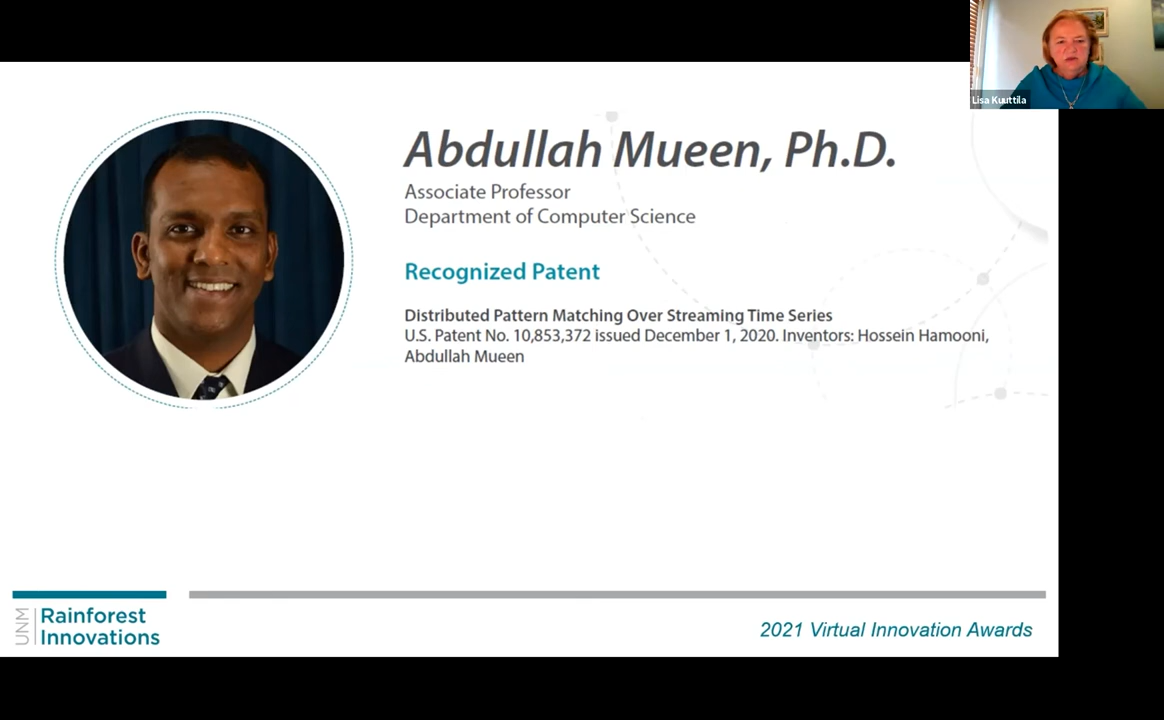 Lisa Kuuttila
Abdullah Mueen, Ph.D.
Associate Professor
Department of Computer Science
Recognized Patent
Distributed Pattern Matching Over Streaming Time Series
U.S. Patent No. 10,853,372 issued December 1, 2020. Inventors: Hossein Hamooni,
Abdullah Mueen
UNM
Rainforest
Innovations
2021 Virtual Innovation Awards